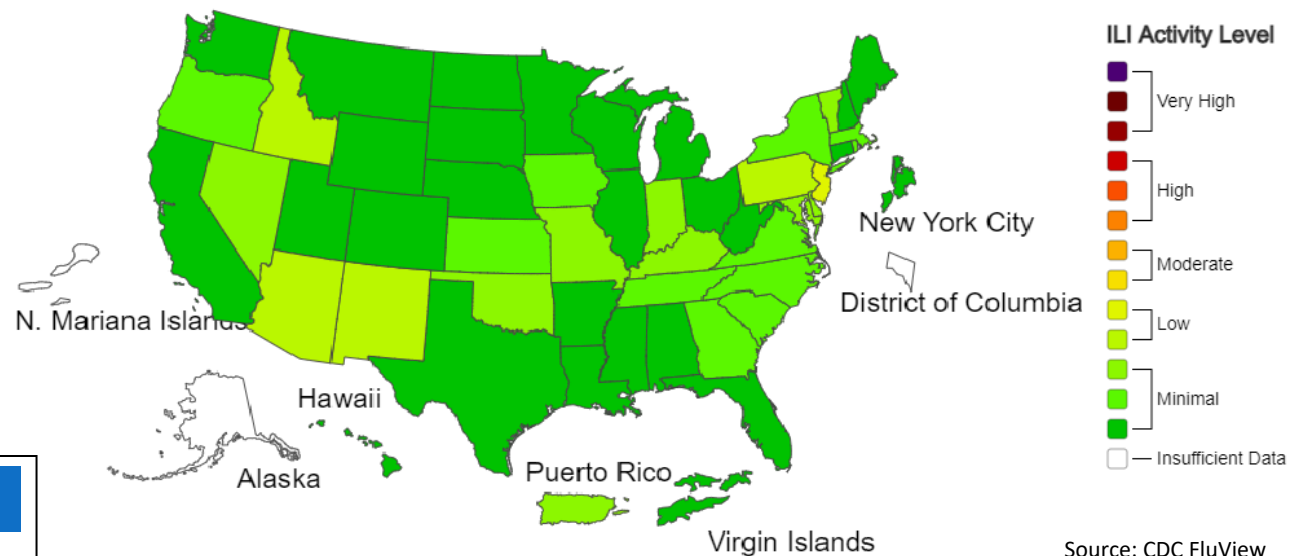 ILI Activity Level
Very High
High
Moderate
Low
Minimal
Insufficient Data
New York City
District of Columbia
N. Mariana Islands
Hawaii
Alaska
Puerto Rico
Virgin Islands
Source: CDC FluView